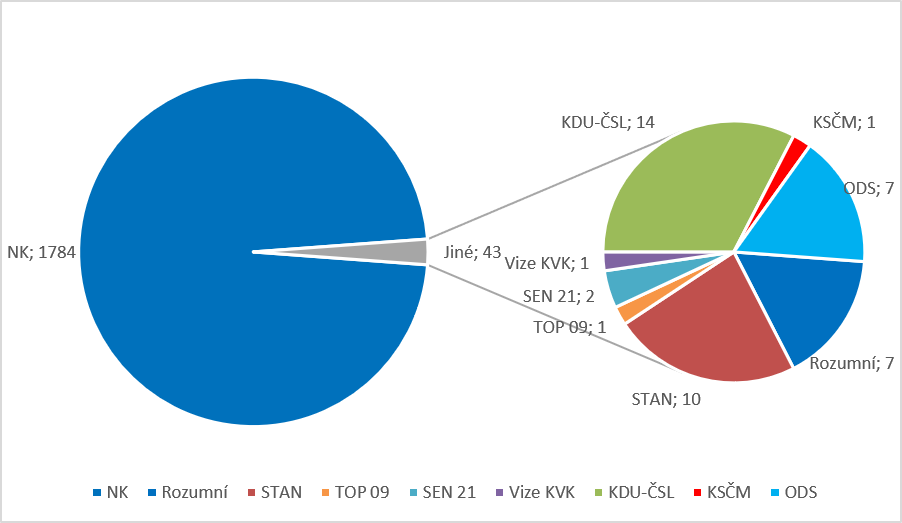 KDU-ČSL; 14
KSČM; 1
ODS; 7
NK; 1784
Jiné; 43
Vize KVK; 1
SEN 21; 2
TOP 09; 1
Rozumní; 7
STAN; 10
NK Rozumní STAN TOP 09 SEN 21 Vize KVK KDU-ČSL KSČM ODS